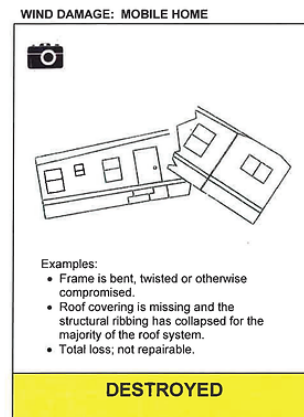 WIND DAMAGE:  MOBILE HOME
Examples:
• Frame is bent, twisted or otherwise
compromised.
• Roof covering is missing and the
structural ribbing has collapsed for the
majority of the roof system.
• Total loss; not repairable.
DESTROYED